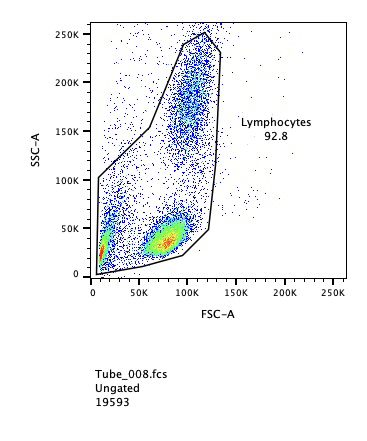 250K
200K
150K
100K
50K
0
SSC-A
Lymphocytes
92.8
0 50K 100K 150K 200K 250K
FSC-A
Tube_008.fcs
Ungated
19593